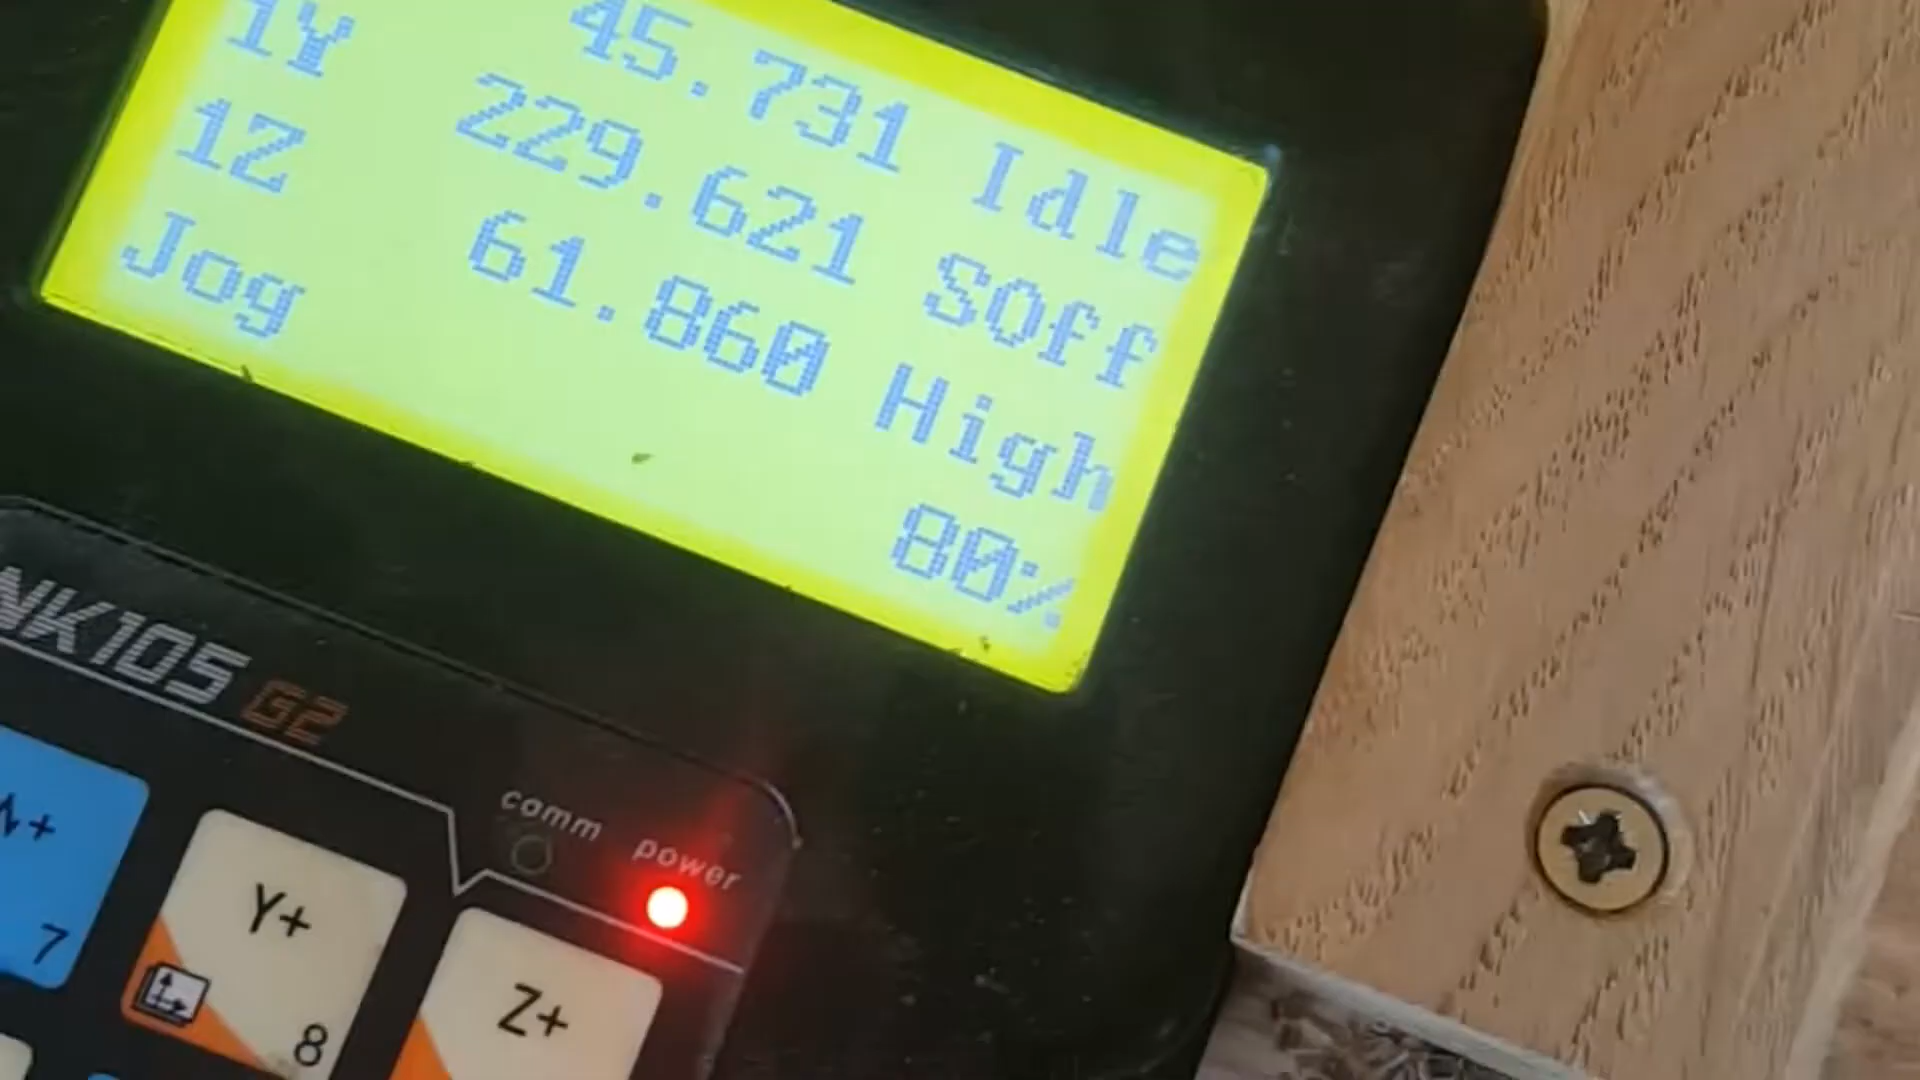 45.731 Idle
1Y 229.621 SOff
1Z 61.860 High
Jog 80%
NK105 G2
comm power
7
Y+
8
Z+